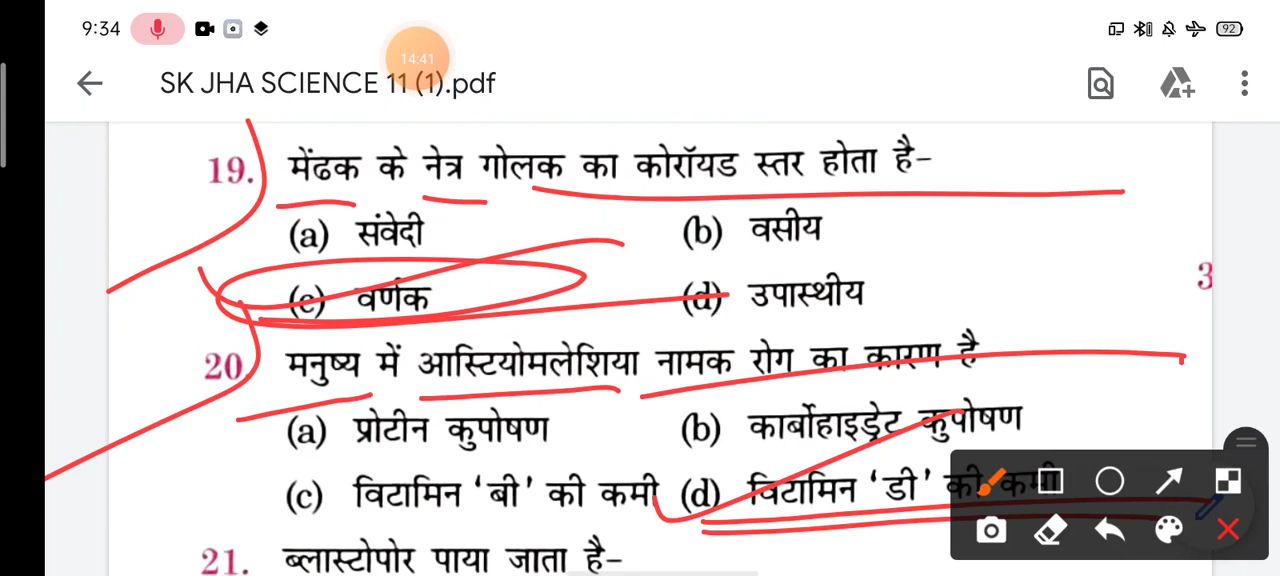 9:34
92
14:41
SK JHA SCIENCE 11 (1).pdf
19. मेंढक के नेत्र गोलक का कोरॉयड स्तर होता है-
(a) संवेदी (b) वसीय
(c) वर्णक (d) उपास्थीय
3
20 मनुष्य में आस्टियोमलेशिया नामक रोग का कारण है
(a) प्रोटीन कुपोषण (b) कार्बोहाइड्रेट कुपोषण
(c) विटामिन 'बी' की कमी (d) विटामिन 'डी' की कमी
21. ब्लास्टोपोर पाया जाता है-